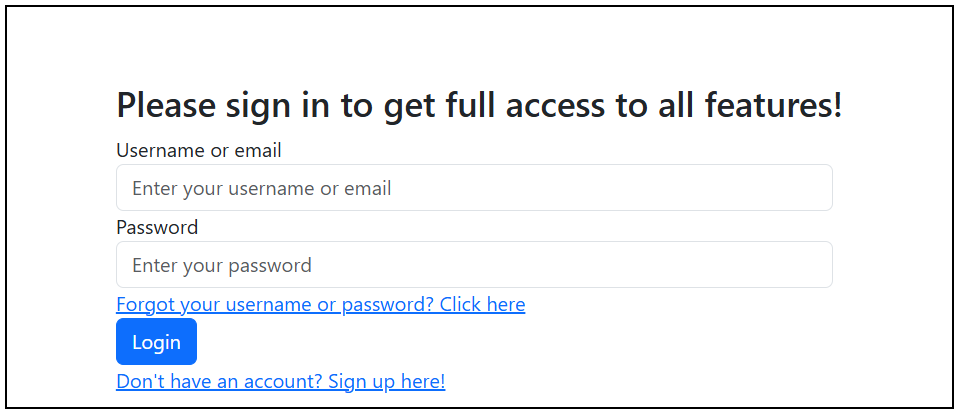 Please sign in to get full access to all features!
Username or email
Enter your username or email
Password
Enter your password
Forgot your username or password? Click here
Login
Don't have an account? Sign up here!